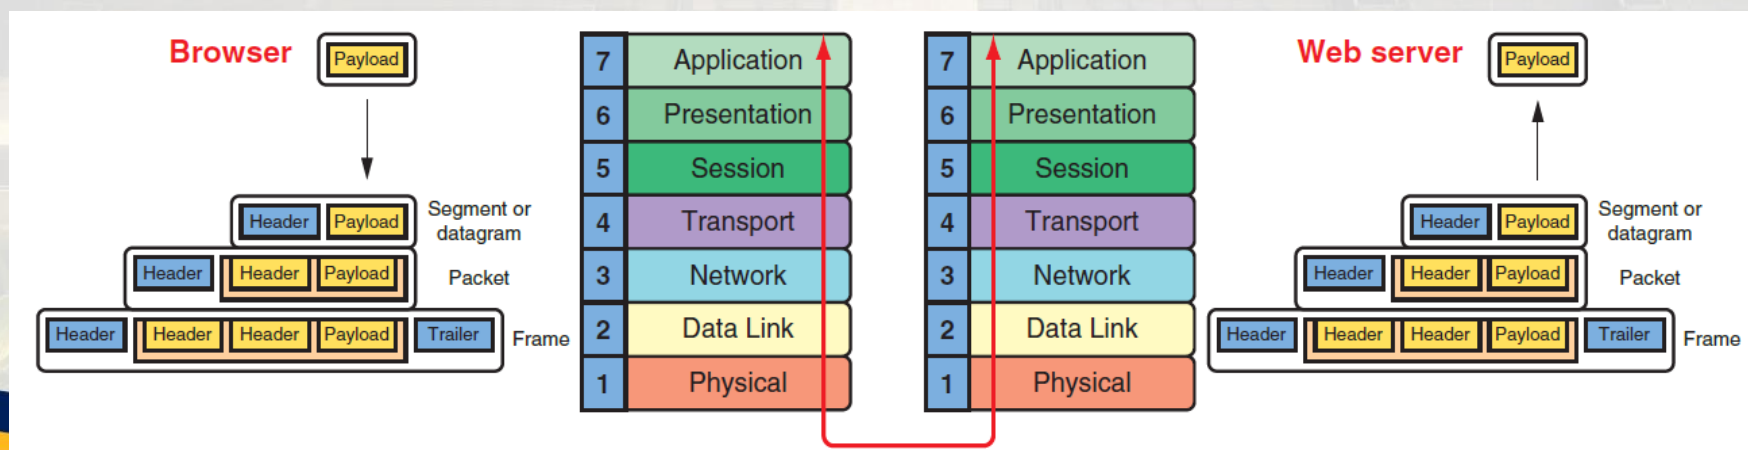 Browser
Payload
Header Payload
Segment or
datagram
Header Header Payload
Packet
Header Header Header Payload Trailer
Frame
7 Application
6 Presentation
5 Session
4 Transport
3 Network
2 Data Link
1 Physical
7 Application
6 Presentation
5 Session
4 Transport
3 Network
2 Data Link
1 Physical
Web server
Payload
Header Payload
Segment or
datagram
Header Header Payload
Packet
Header Header Header Payload Trailer
Frame